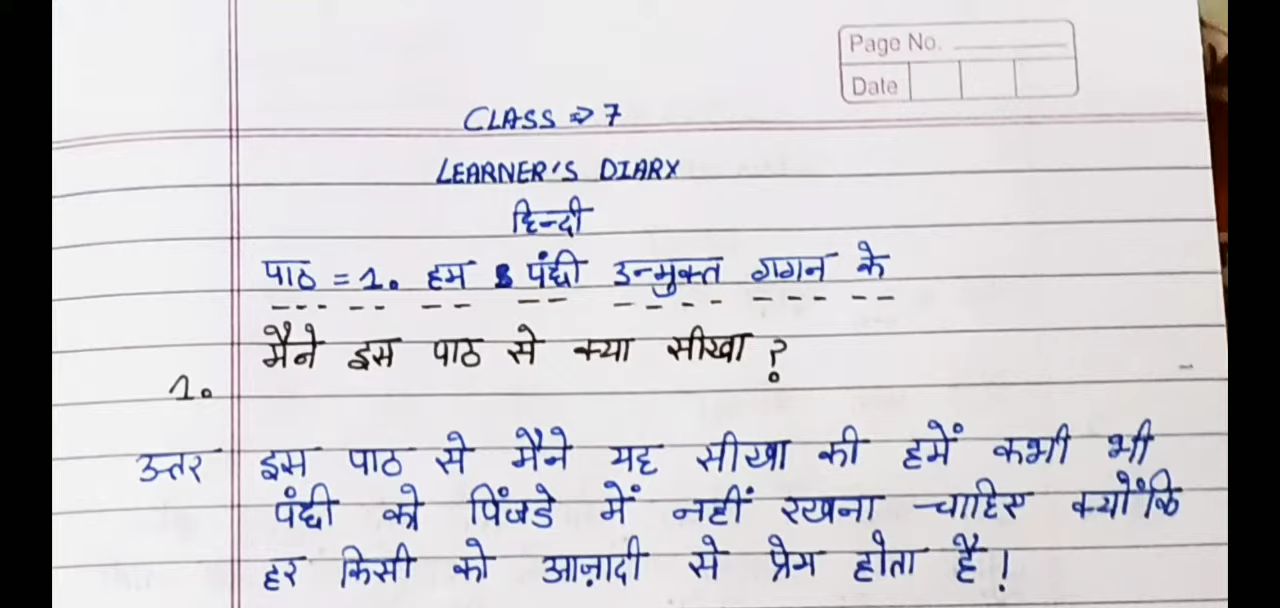 Page No.
Date
CLASS ⇒ 7
LEARNER'S DIARY
हिन्दी
पाठ = 1. हम पंछी उन्मुक्त गगन के
मैने इस पाठ से क्या सीखा ?
1.
उत्तर इस पाठ से मैने यह सीखा की हमें कभी भी
पंछी को पिंजडे में नहीं रखना चाहिए क्योंकि
हर किसी को आज़ादी से प्रेम होता है !